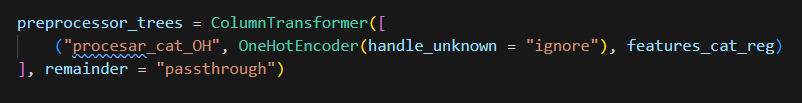 preprocessor_trees = ColumnTransformer([
    ("procesar_cat_OH", OneHotEncoder(handle_unknown = "ignore"), features_cat_reg)
], remainder = "passthrough")